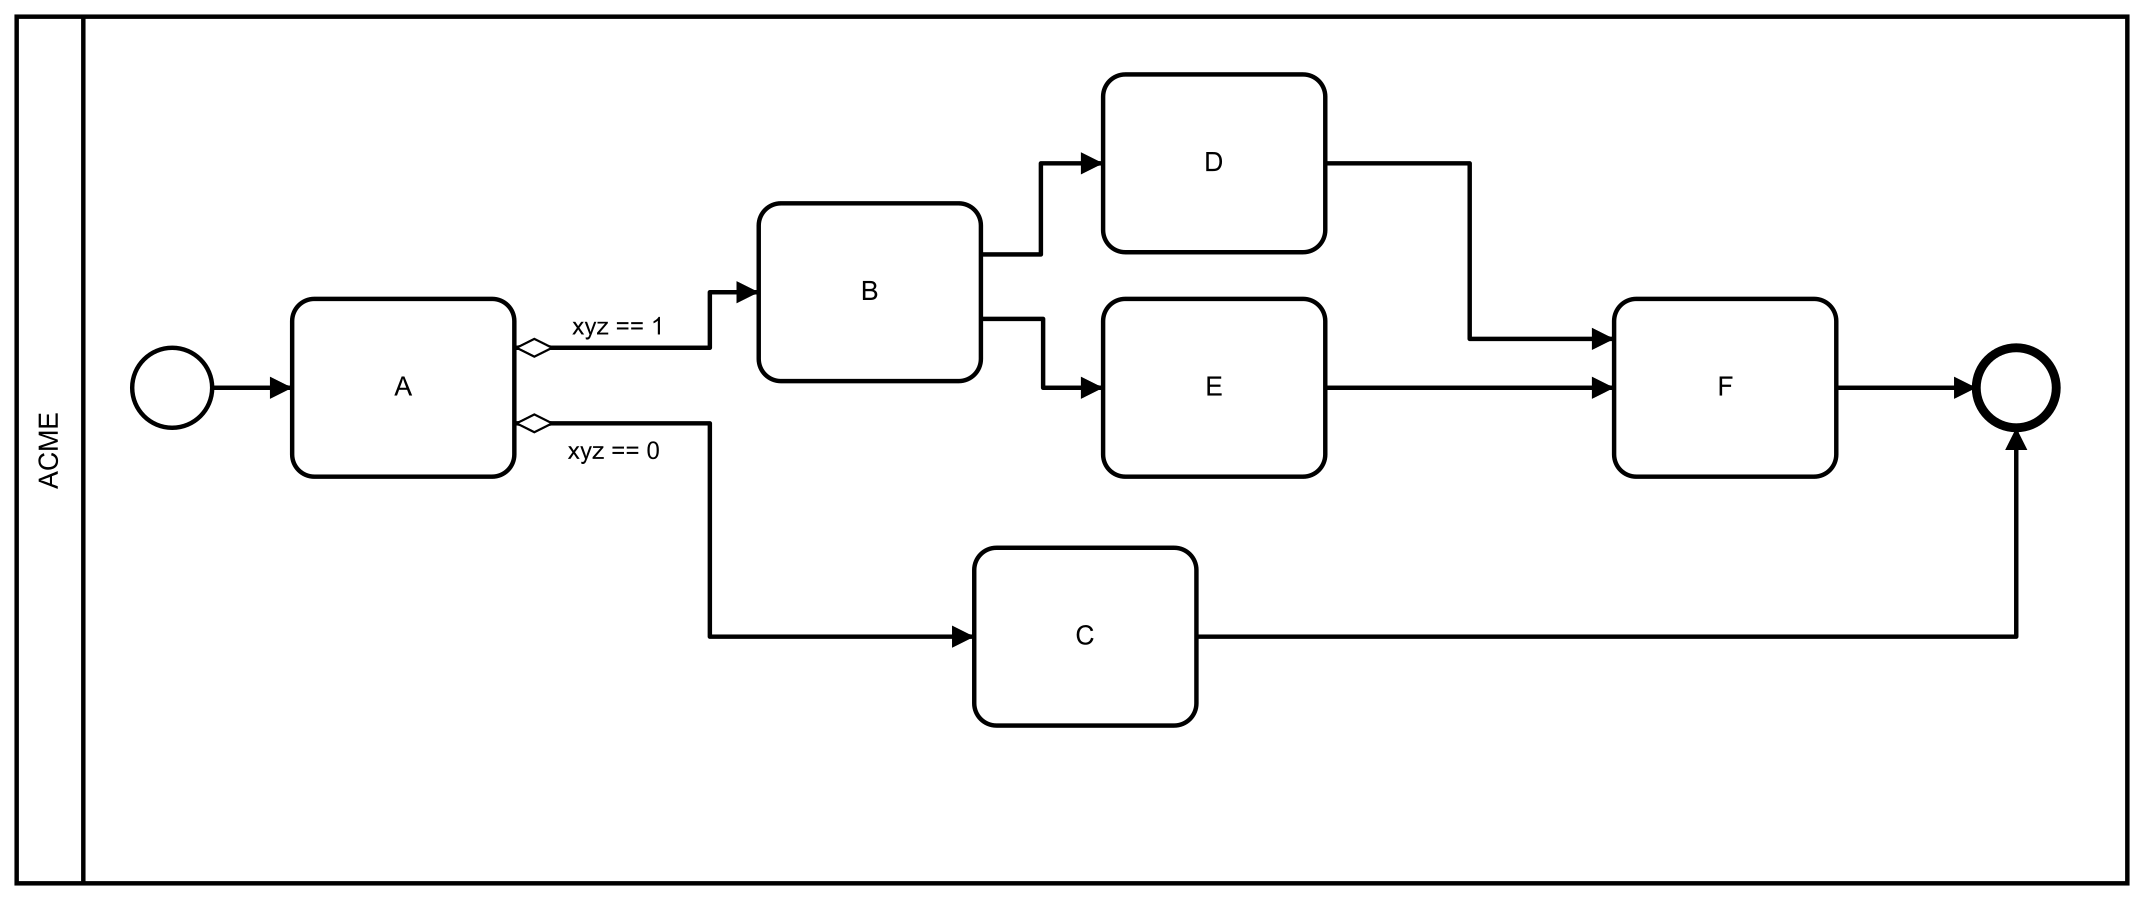 ACME
A
xyz == 1
xyz == 0
B
D
E
C
F